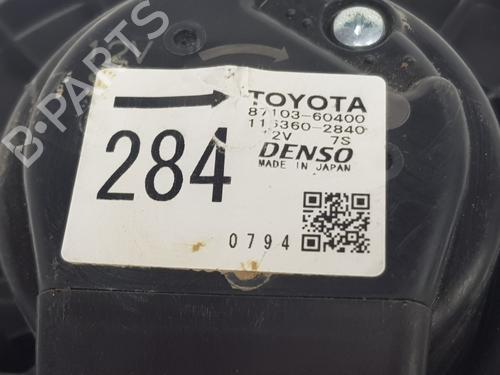 TOYOTA
87103-60400
116360-2840
12V 7S
DENSO
MADE IN JAPAN
284
0794
B-PARTS